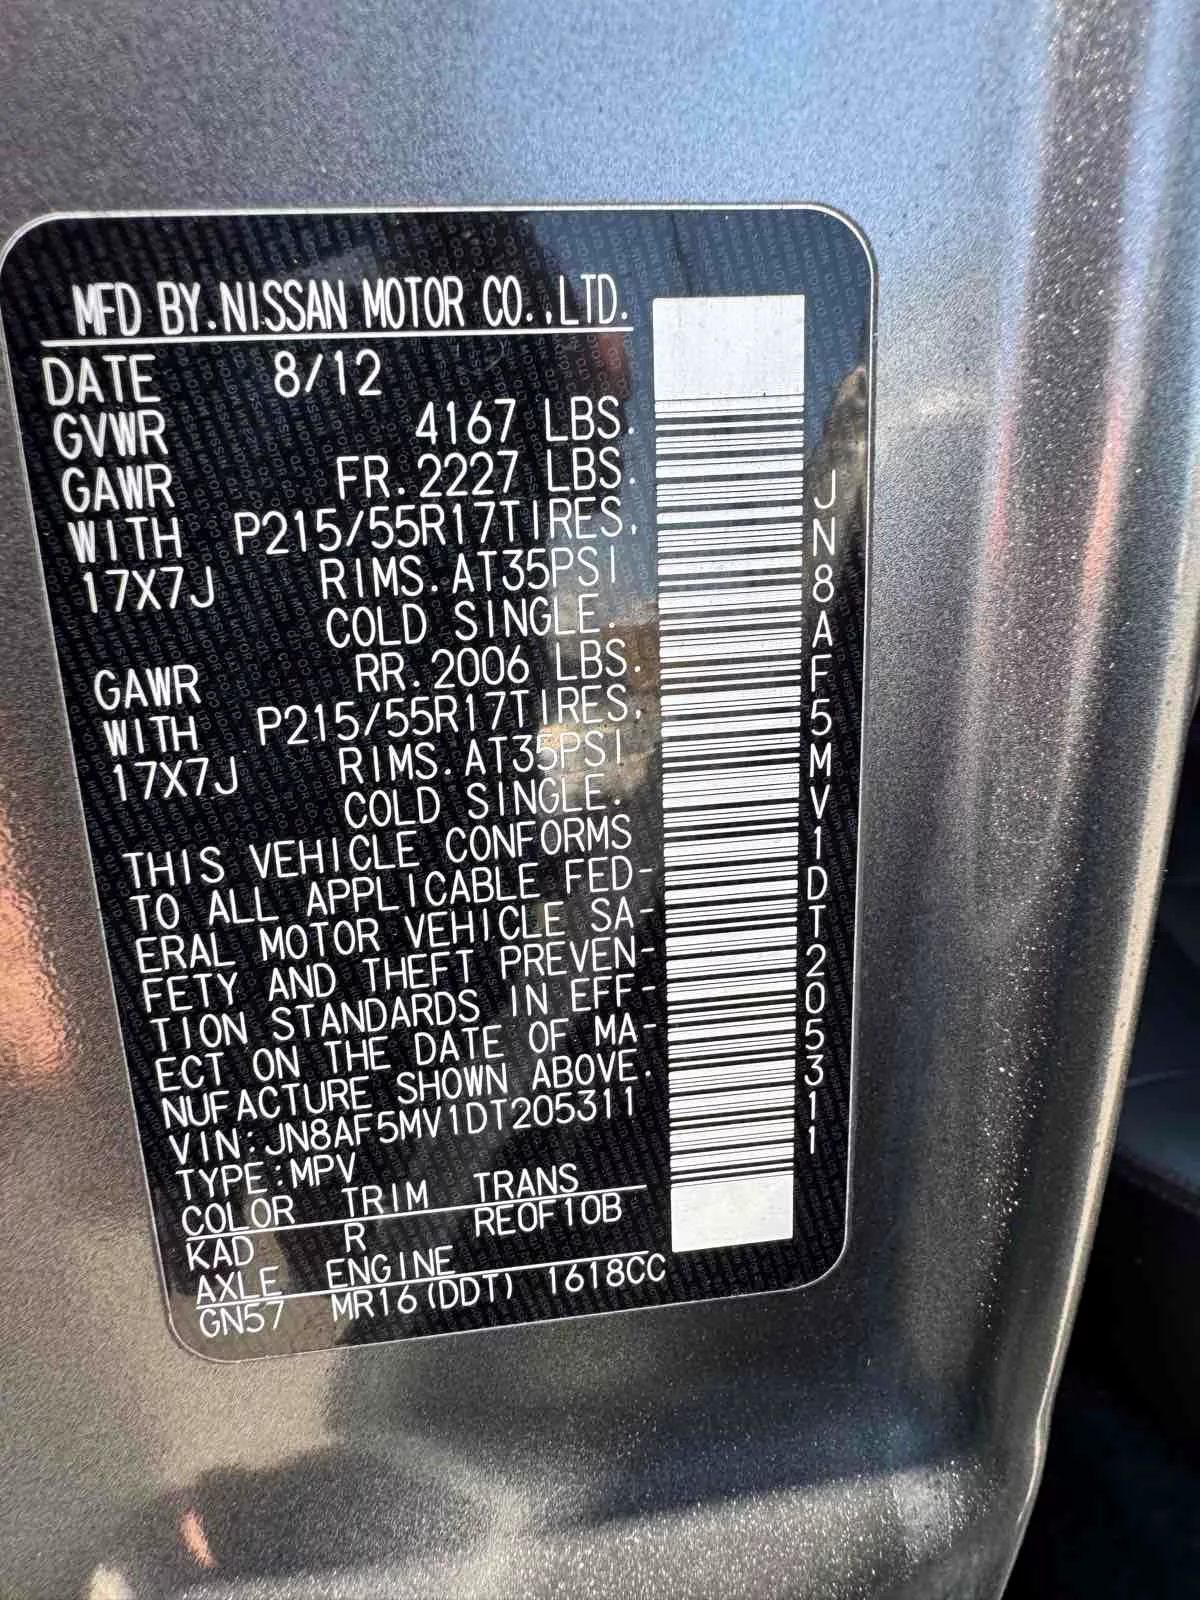 MFD BY.NISSAN MOTOR CO.,LTD.
DATE 8/12
GVWR 4167 LBS.
GAWR FR.2227 LBS.
WITH P215/55R17TIRES,
17X7J RIMS.AT35PSI
COLD SINGLE.
GAWR RR.2006 LBS.
WITH P215/55R17TIRES,
17X7J RIMS.AT35PSI
COLD SINGLE.
THIS VEHICLE CONFORMS
TO ALL APPLICABLE FED-
ERAL MOTOR VEHICLE SA-
FETY AND THEFT PREVEN-
TION STANDARDS IN EFF-
ECT ON THE DATE OF MA-
NUFACTURE SHOWN ABOVE.
VIN:JN8AF5MV1DT205311
TYPE:MPV
COLOR TRIM TRANS
KAD R RE0F10B
AXLE ENGINE
GN57 MR16(DDT) 1618CC
JN8AF5MV1DT205311